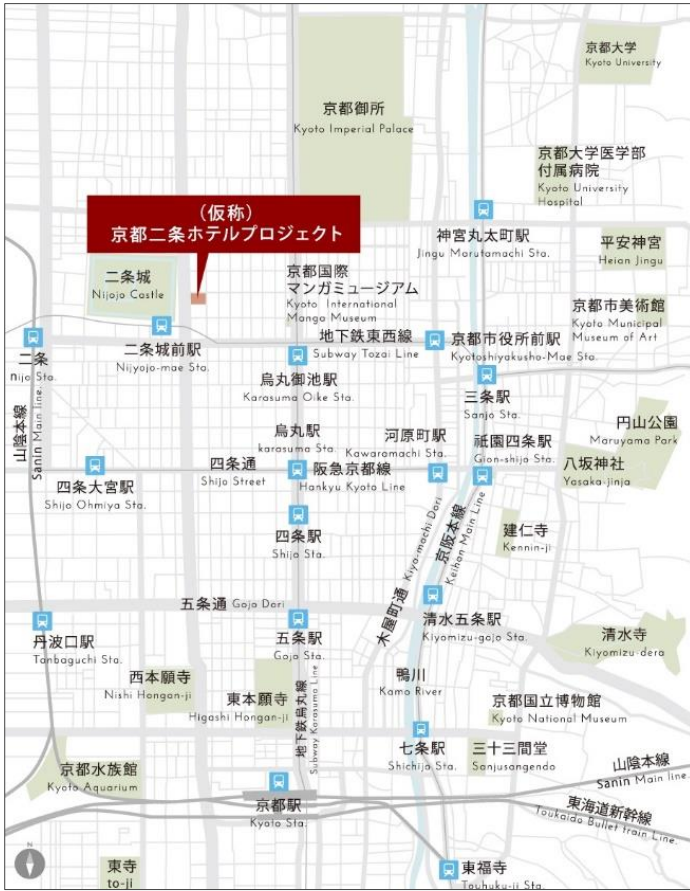 京都大学
Kyoto University
京都御所
Kyoto Imperial Palace
京都大学医学部
付属病院
Kyoto University
Hospital
(仮称)
京都二条ホテルプロジェクト
神宮丸太町駅
Jingu Marutamachi Sta.
平安神宮
Heian Jingu
二条城
Nijojo Castle
京都国際
マンガミュージアム
Kyoto International
Manga Museum
京都市美術館
Kyoto Municipal
Museum of Art
二条
nijo Sta.
二条城前駅
Nijyojo-mae Sta.
地下鉄東西線
Subway Tozai Line
京都市役所前駅
Kyotoshiyakusho-Mae Sta.
烏丸御池駅
Karasuma Oike Sta.
三条駅
Sanjo Sta.
山陰本線
Sanin Main line.
烏丸駅
karasuma Sta.
河原町駅
Kawaramachi Sta.
祇園四条駅
Gion-shijo Sta.
円山公園
Maruyama Park
四条大宮駅
Shijo Ohmiya Sta.
四条通
Shijo Street
阪急京都線
Hankyu Kyoto Line
八坂神社
Yasaka-jinja
四条駅
Shijo Sta.
木屋町通 Kiya-machi Dori
京阪本線
Keihan Main Line
建仁寺
Kennin-ji
五条通 Gojo Dori
丹波口駅
Tanbaguchi Sta.
五条駅
Gojo Sta.
清水五条駅
Kiyomizu-gojo Sta.
清水寺
Kiyomizu-dera
西本願寺
Nishi Hongan-ji
東本願寺
Higashi Hongan-ji
地下鉄烏丸線
Subway Karasuma Line
鴨川
Kamo River
京都国立博物館
Kyoto National Museum
七条駅
Shichijo Sta.
三十三間堂
Sanjusangendo
京都水族館
Kyoto Aquarium
京都駅
Kyoto Sta.
山陰本線
Sanin Main line.
東海道新幹線
Toukaido Bullet train Line.
N
東寺
to-ji
東福寺
Touhuku-ji Sta.